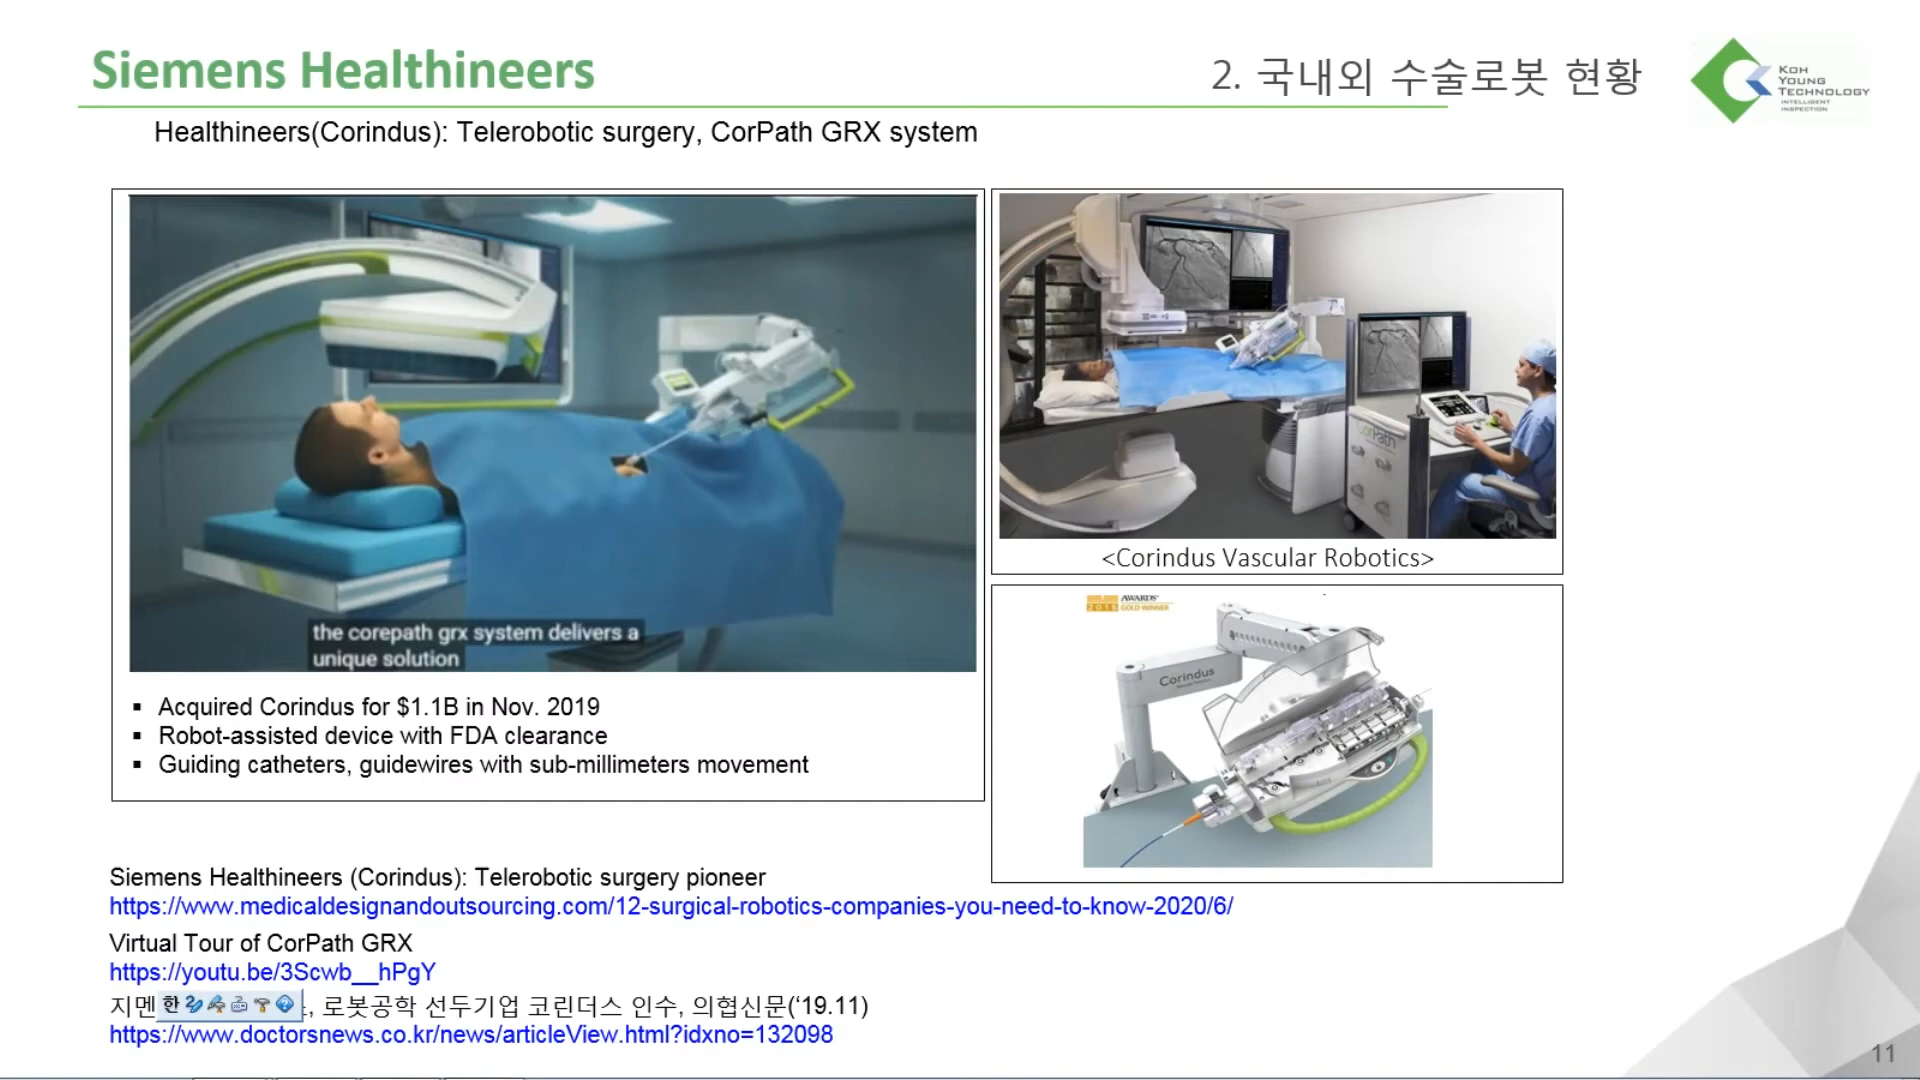 Siemens Healthineers
2. 국내외 수술로봇 현황
KOH
YOUNG
TECHNOLOGY
INTELLIGENT
INSPECTION
Healthineers(Corindus): Telerobotic surgery, CorPath GRX system
the corepath grx system delivers a
unique solution
▪ Acquired Corindus for $1.1B in Nov. 2019
▪ Robot-assisted device with FDA clearance
▪ Guiding catheters, guidewires with sub-millimeters movement
CorPath
<Corindus Vascular Robotics>
AWARDS
2015 GOLD WINNER
Corindus
Siemens Healthineers (Corindus): Telerobotic surgery pioneer
https://www.medicaldesignandoutsourcing.com/12-surgical-robotics-companies-you-need-to-know-2020/6/
Virtual Tour of CorPath GRX
https://youtu.be/3Scwb__hPgY
지멘 한 , 로봇공학 선두기업 코린더스 인수, 의협신문(‘19.11)
https://www.doctorsnews.co.kr/news/articleView.html?idxno=132098
11